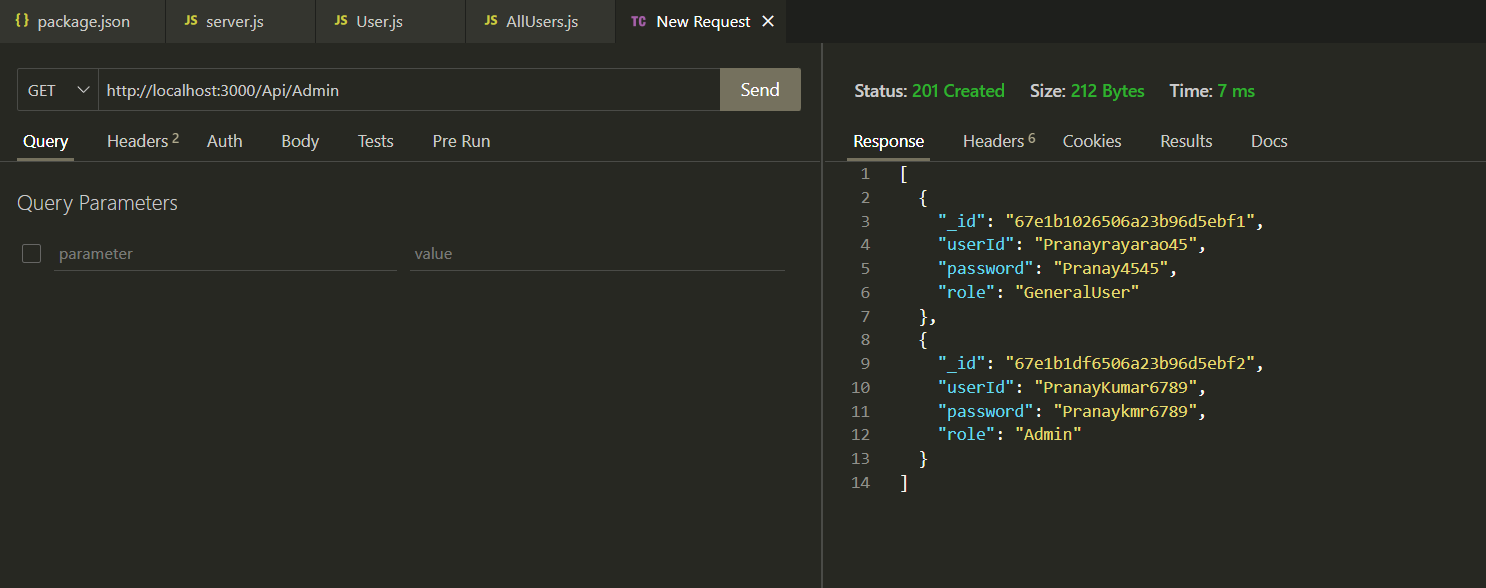 {} package.json JS server.js JS User.js JS AllUsers.js TC New Request ×
GET http://localhost:3000/Api/Admin Send
Query Headers 2 Auth Body Tests Pre Run
Query Parameters
parameter value
Status: 201 Created Size: 212 Bytes Time: 7 ms
Response Headers 6 Cookies Results Docs
1 [
2 {
3 "_id": "67e1b1026506a23b96d5ebf1",
4 "userId": "Pranayrayarao45",
5 "password": "Pranay4545",
6 "role": "GeneralUser"
7 },
8 {
9 "_id": "67e1b1df6506a23b96d5ebf2",
10 "userId": "PranayKumar6789",
11 "password": "Pranaykmr6789",
12 "role": "Admin"
13 }
14 ]